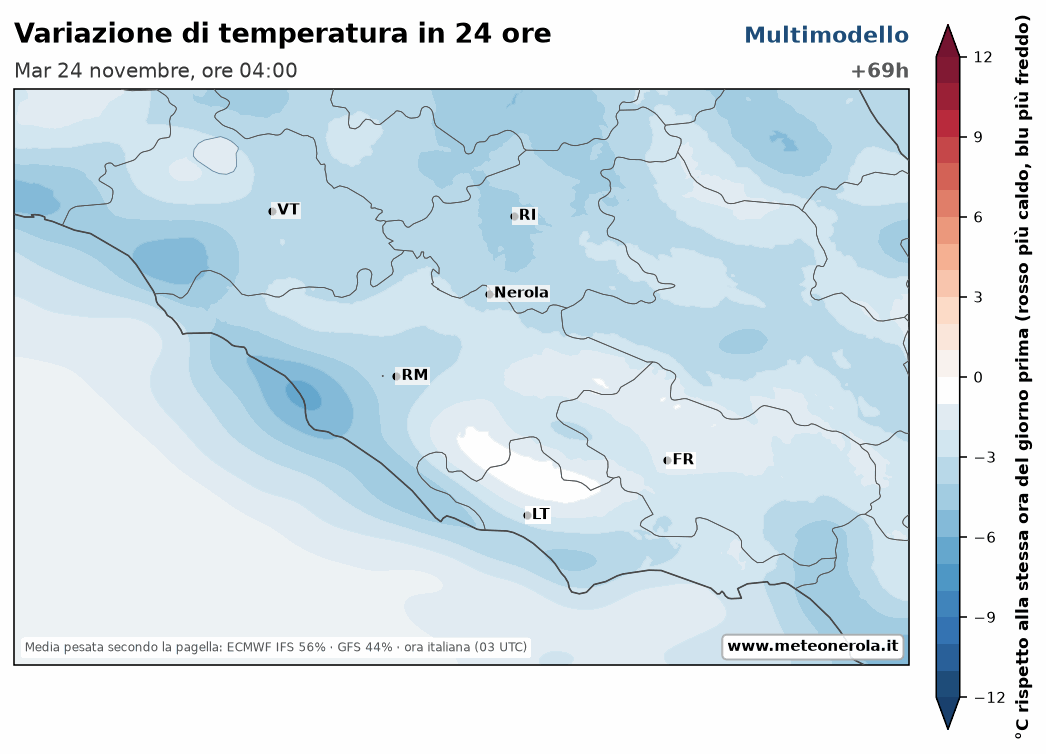 Variazione di temperatura in 24 ore
Multimodello
Mar 24 novembre, ore 04:00
+69h
VT
RI
Nerola
RM
FR
LT
Media pesata secondo la pagella: ECMWF IFS 56% · GFS 44% · ora italiana (03 UTC)
www.meteonerola.it
12
9
6
3
0
−3
−6
−9
−12
°C rispetto alla stessa ora del giorno prima (rosso più caldo, blu più freddo)